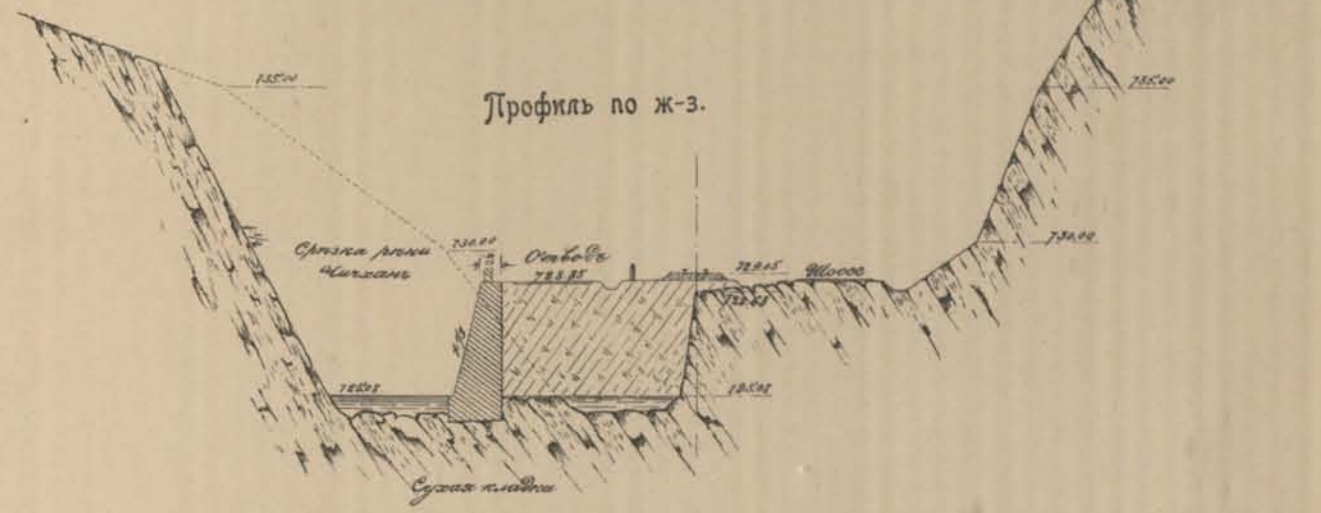 735.00
Профиль по ж-з.
735.00
Срѣзка рѣки
Чичханъ
730.00
Отводъ
728.85
729.05
Шоссе
730.00
725.08
725.08
Сухая кладка